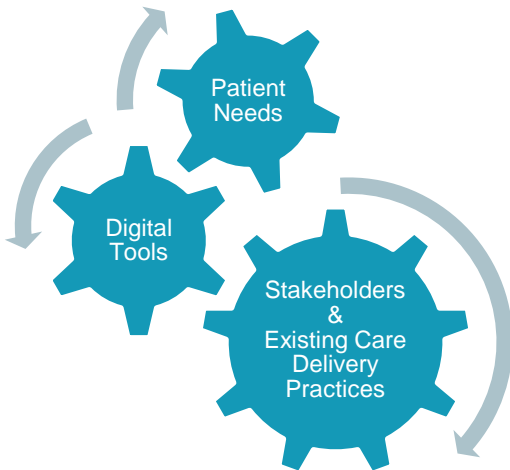 Patient
Needs
Digital
Tools
Stakeholders
&
Existing Care
Delivery
Practices